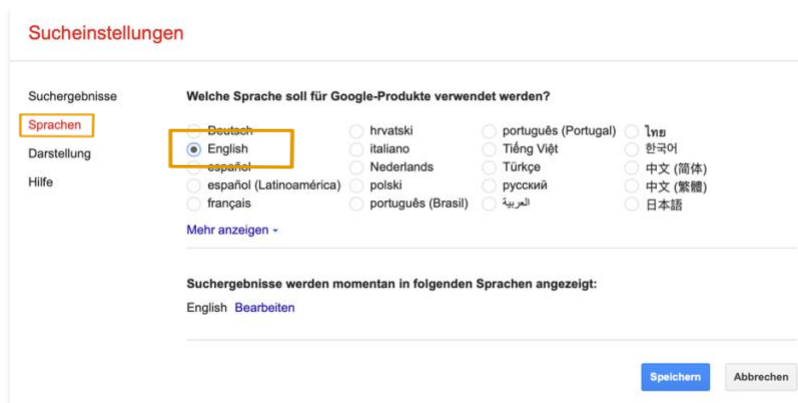 Sucheinstellungen
Suchergebnisse
Sprachen
Darstellung
Hilfe
Welche Sprache soll für Google-Produkte verwendet werden?
Deutsch hrvatski português (Portugal) ไทย
English italiano Tiếng Việt 한국어
español Nederlands Türkçe 中文 (简体)
español (Latinoamérica) polski русский 中文 (繁體)
français português (Brasil) العربية 日本語
Mehr anzeigen
Suchergebnisse werden momentan in folgenden Sprachen angezeigt:
English Bearbeiten
Speichern Abbrechen